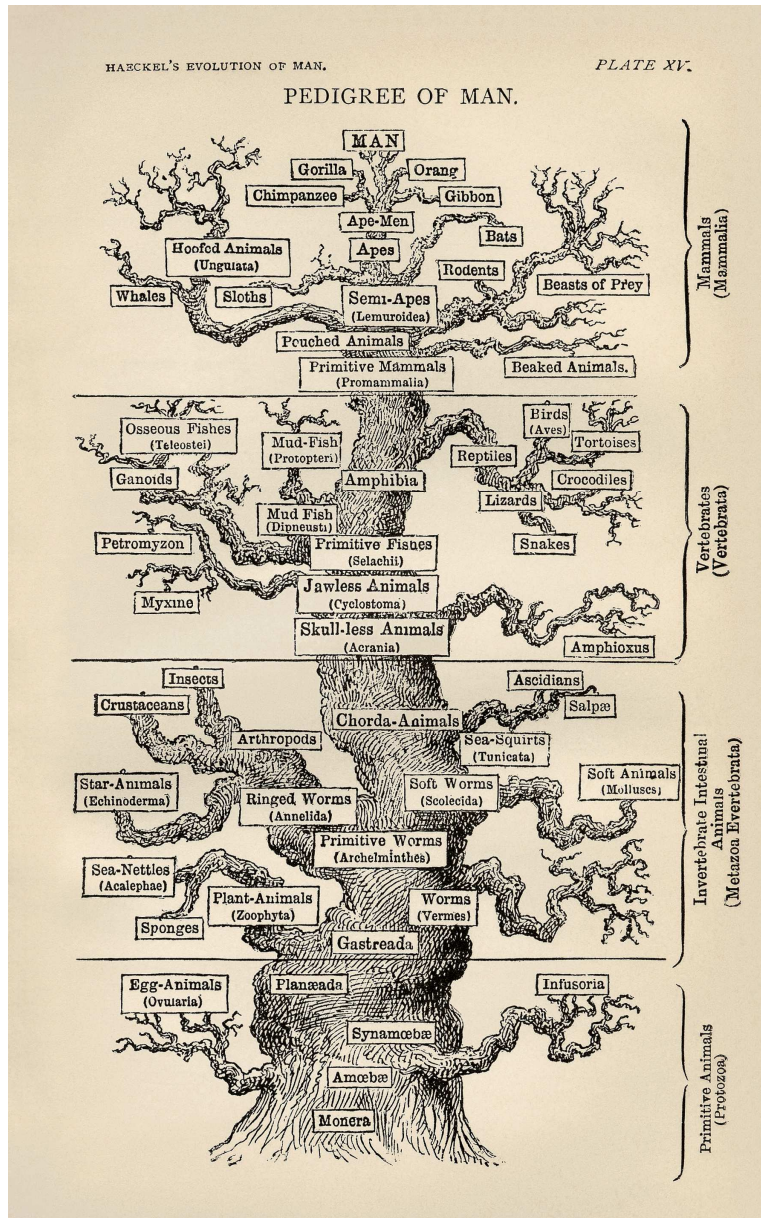 HAECKEL'S EVOLUTION OF MAN.
PLATE XV.
PEDIGREE OF MAN.
MAN
Gorilla
Orang
Chimpanzee
Gibbon
Ape-Men
Bats
Hoofed Animals
(Ungulata)
Apes
Rodents
Beasts of Prey
Whales
Sloths
Semi-Apes
(Lemuroidea)
Pouched Animals
Primitive Mammals
(Promammalia)
Beaked Animals.
Mammals
(Mammalia)
Osseous Fishes
(Teleostei)
Mud-Fish
(Protopteri)
Birds
(Aves)
Tortoises
Reptiles
Ganoids
Amphibia
Crocodiles
Lizards
Mud Fish
(Dipneusti)
Petromyzon
Primitive Fishes
(Selachii)
Snakes
Jawless Animals
(Cyclostoma)
Myxine
Skull-less Animals
(Acrania)
Amphioxus
Vertebrates
(Vertebrata)
Insects
Ascidians
Crustaceans
Salpæ
Chorda-Animals
Arthropods
Sea-Squirts
(Tunicata)
Star-Animals
(Echinoderma)
Ringed Worms
(Annelida)
Soft Worms
(Scolecida)
Soft Animals
(Molluscs)
Primitive Worms
(Archelminthes)
Sea-Nettles
(Acalephae)
Plant-Animals
(Zoophyta)
Worms
(Vermes)
Sponges
Gastreada
Invertebrate Intestinal
Animals
(Metazoa Evertebrata)
Egg-Animals
(Ovularia)
Planæada
Infusoria
Synamœbæ
Amœbæ
Monera
Primitive Animals
(Protozoa)